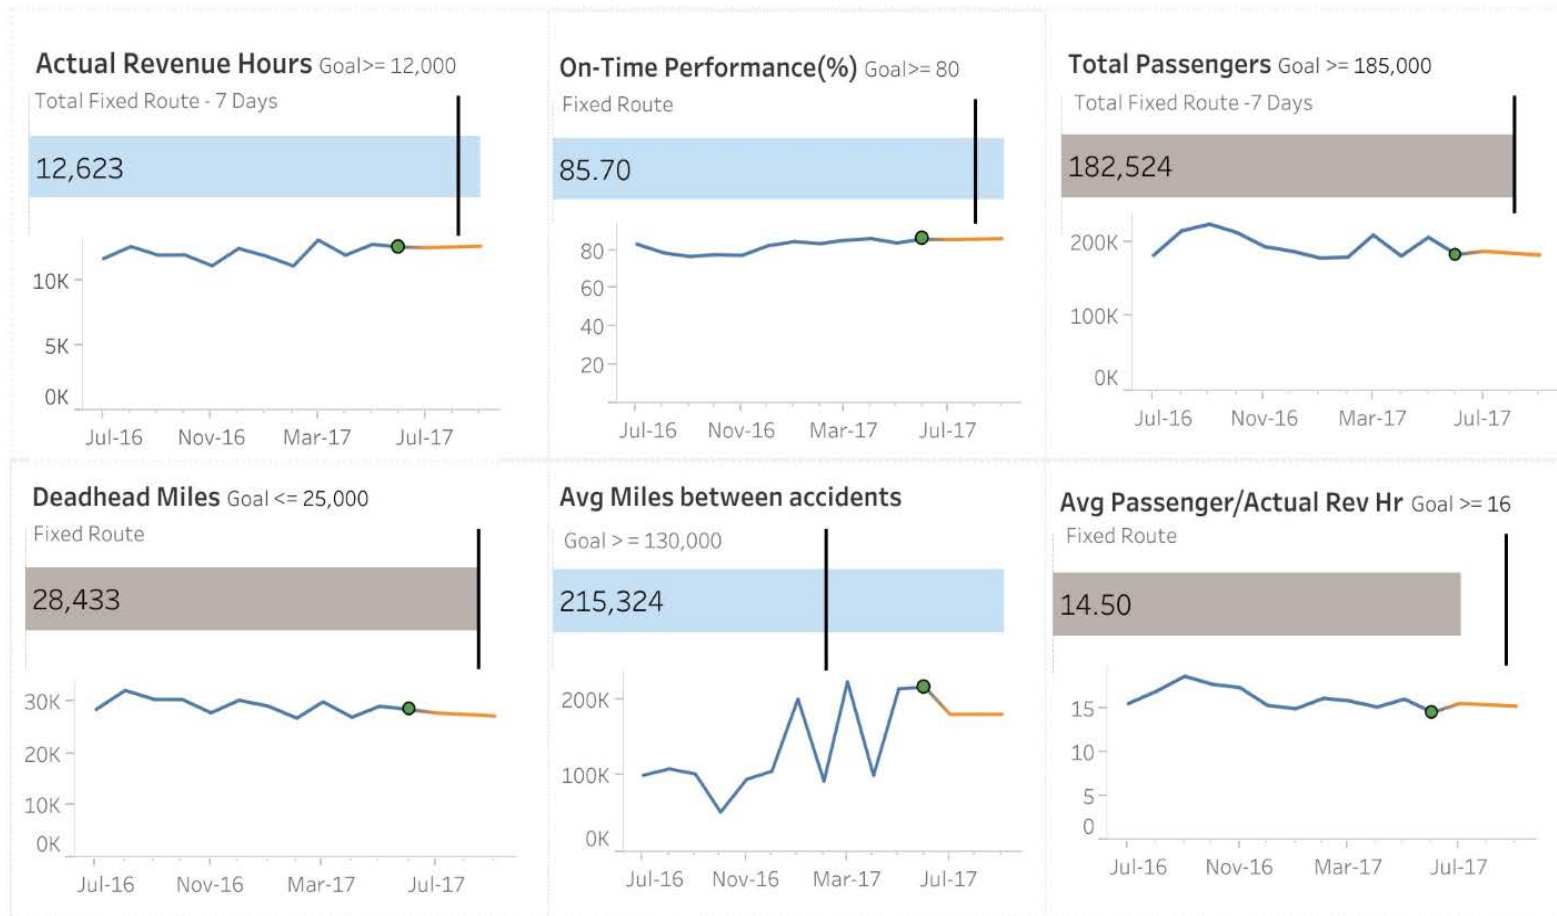 Actual Revenue Hours Goal>= 12,000
Total Fixed Route - 7 Days
12,623
10K
5K
0K
Jul-16 Nov-16 Mar-17 Jul-17
On-Time Performance(%) Goal>= 80
Fixed Route
85.70
80
60
40
20
Jul-16 Nov-16 Mar-17 Jul-17
Total Passengers Goal >= 185,000
Total Fixed Route -7 Days
182,524
200K
100K
0K
Jul-16 Nov-16 Mar-17 Jul-17
Deadhead Miles Goal <= 25,000
Fixed Route
28,433
30K
20K
10K
0K
Jul-16 Nov-16 Mar-17 Jul-17
Avg Miles between accidents
Goal > = 130,000
215,324
200K
100K
0K
Jul-16 Nov-16 Mar-17 Jul-17
Avg Passenger/Actual Rev Hr Goal >= 16
Fixed Route
14.50
15
10
5
0
Jul-16 Nov-16 Mar-17 Jul-17